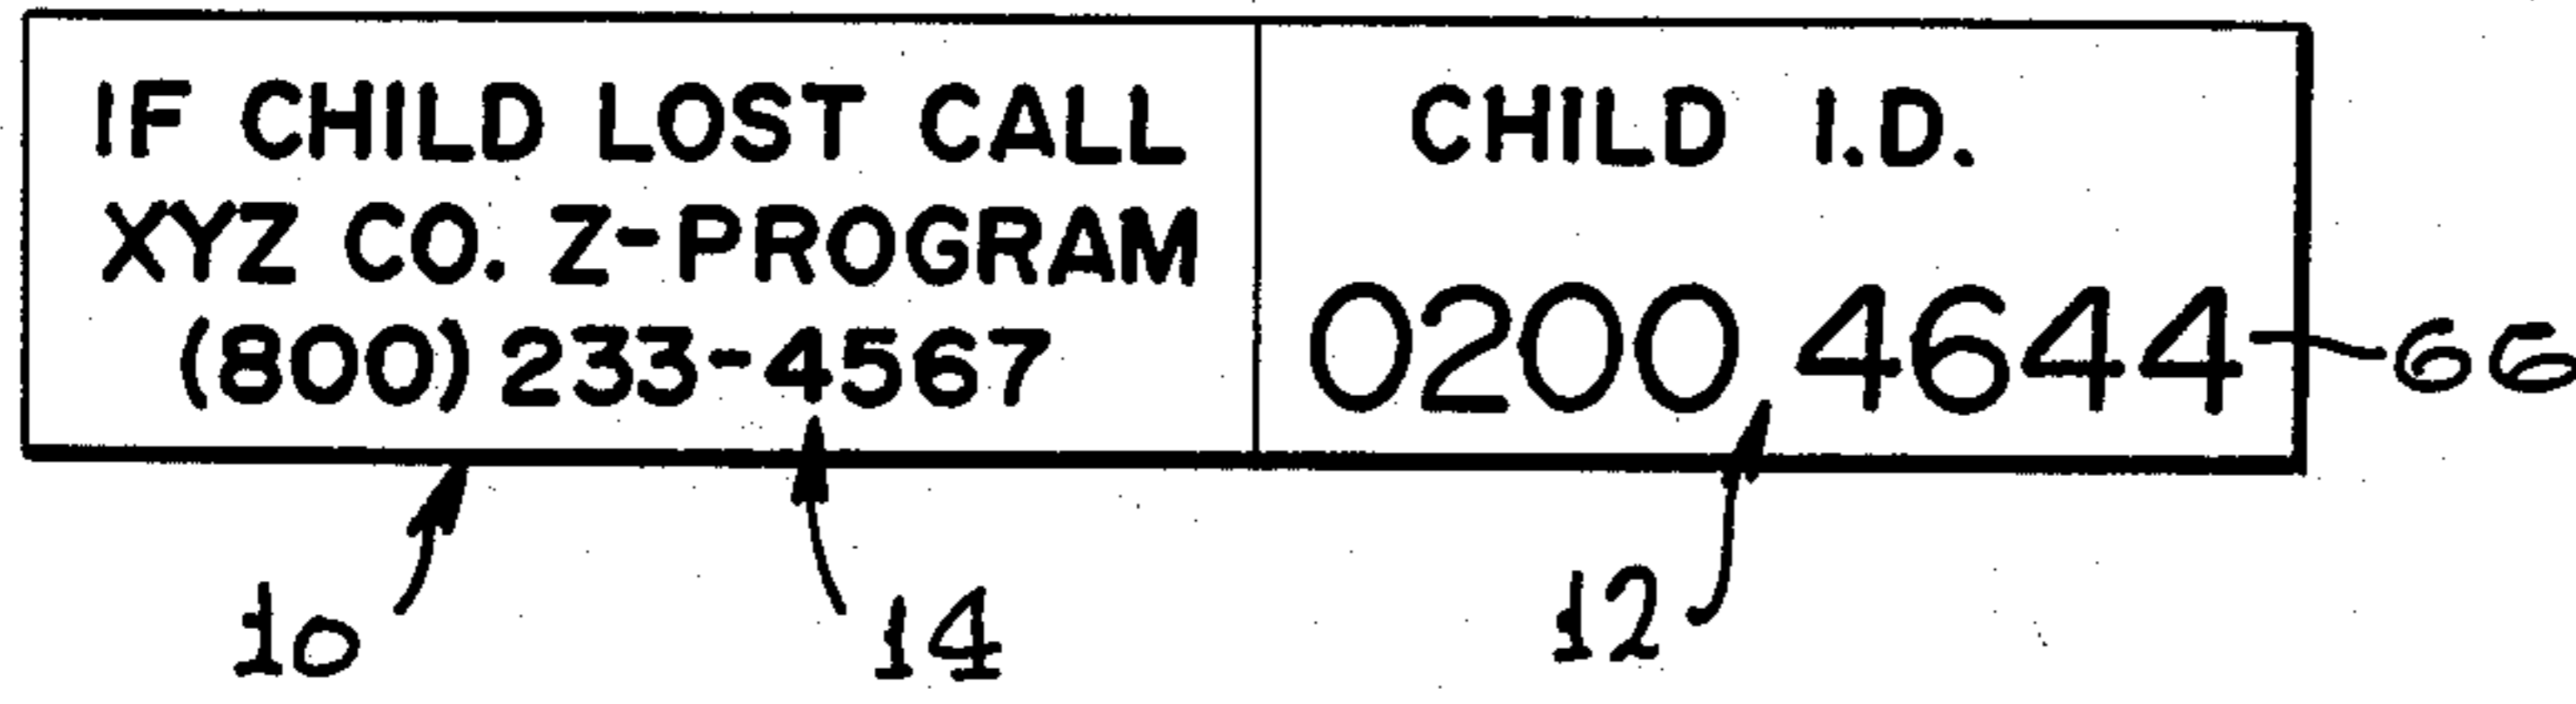 IF CHILD LOST CALL
XYZ CO. Z-PROGRAM
(800) 233-4567
CHILD I.D.
0200 4644
66
10
14
12